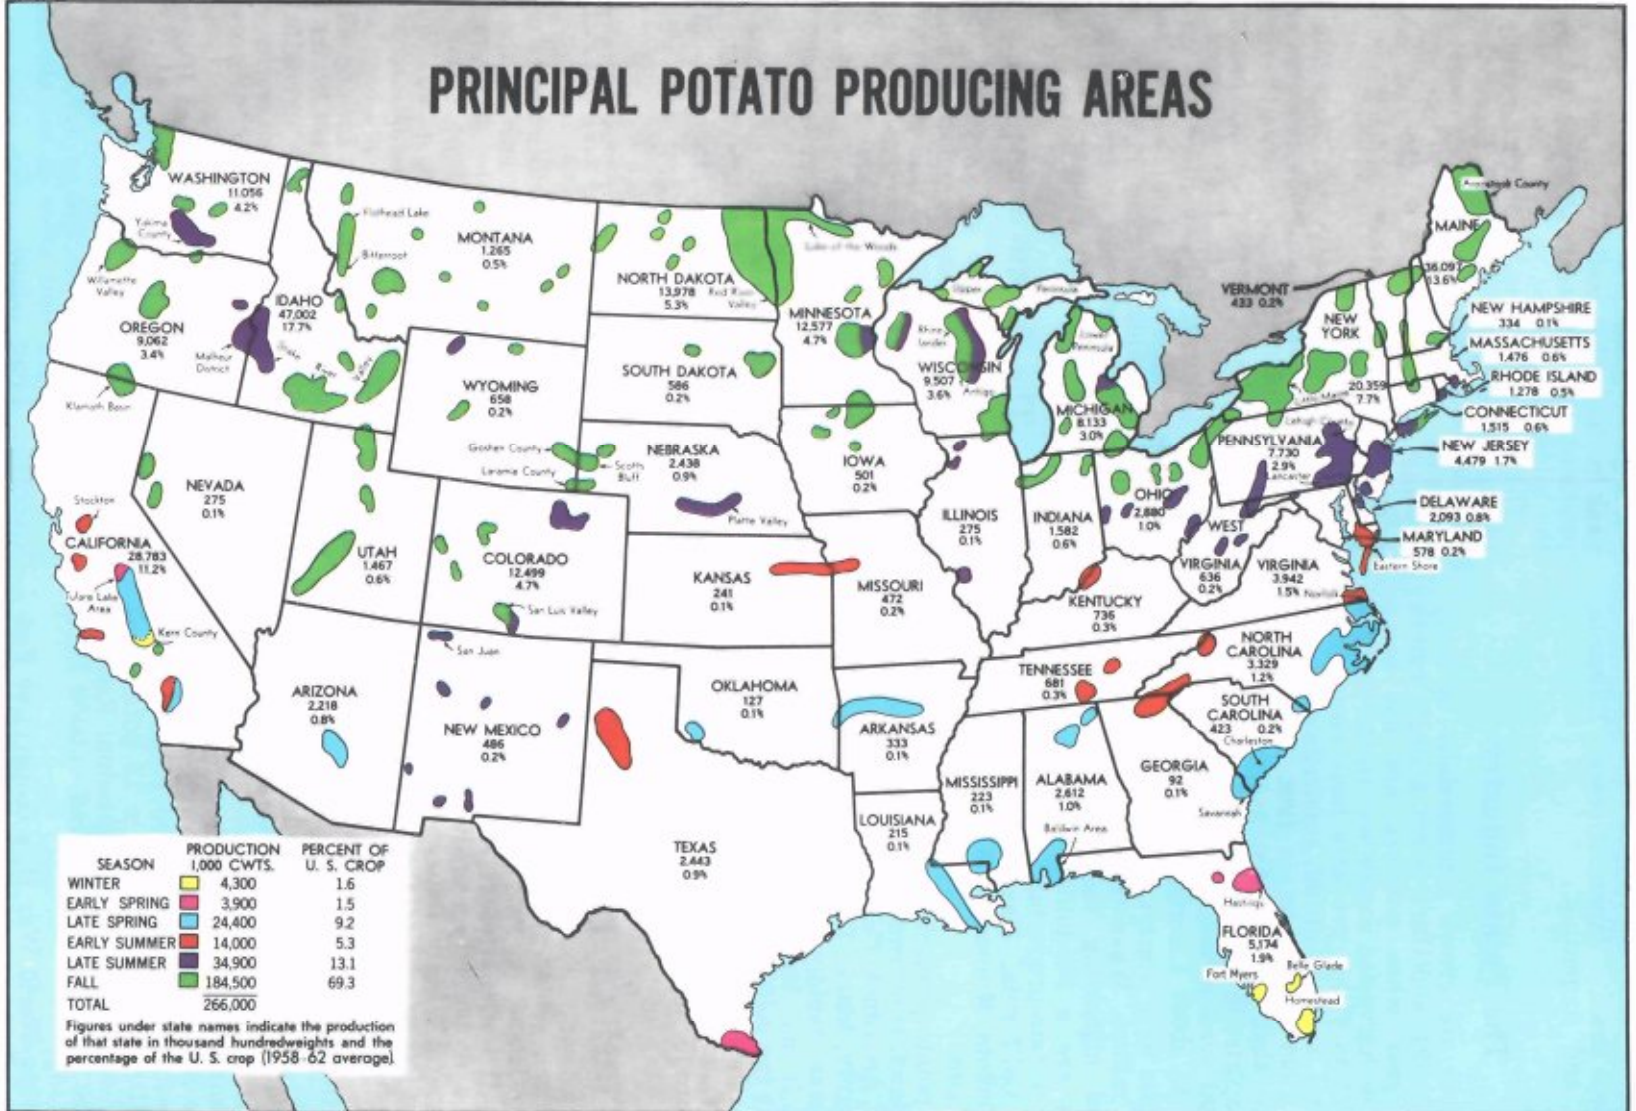 PRINCIPAL POTATO PRODUCING AREAS
WASHINGTON
11.056
4.2%
Yakima
County
Willamette
Valley
OREGON
9,062
3.4%
Malheur
District
Klamath Basin
IDAHO
47,002
17.7%
Snake
River
Valley
Flathead Lake
Bitterroot
MONTANA
1.265
0.5%
NORTH DAKOTA
13,978
5.3%
Red River
Valley
Lake-of-the Woods
MINNESOTA
12.577
4.7%
SOUTH DAKOTA
586
0.2%
WYOMING
658
0.2%
Goshen County
Laramie County
Scotts
Bluff
NEBRASKA
2.438
0.9%
Platte Valley
IOWA
501
0.2%
Rhine
lander
WISCONSIN
9.507
3.6%
Antigo
Upper
Peninsula
Lower
Peninsula
MICHIGAN
8.133
3.0%
NEVADA
275
0.1%
Stockton
CALIFORNIA
28.783
11.2%
Tulare Lake
Area
Kern County
UTAH
1.467
0.6%
COLORADO
12.499
4.7%
San Luis Valley
San Juan
KANSAS
241
0.1%
MISSOURI
472
0.2%
ILLINOIS
275
0.1%
INDIANA
1.582
0.6%
OHIO
2,880
1.0%
KENTUCKY
736
0.3%
WEST
VIRGINIA
636
0.2%
VIRGINIA
3.942
1.5%
Norfolk
PENNSYLVANIA
7.730
2.9%
Lehigh County
Lancaster
NEW
YORK
20.359
7.7%
VERMONT
433 0.2%
Aroostook County
MAINE
36.097
13.6%
NEW HAMPSHIRE
334 0.1%
MASSACHUSETTS
1.476 0.6%
RHODE ISLAND
1.278 0.5%
CONNECTICUT
1,515 0.6%
NEW JERSEY
4,479 1.7%
DELAWARE
2,093 0.8%
MARYLAND
578 0.2%
Eastern Shore
ARIZONA
2,218
0.8%
NEW MEXICO
486
0.2%
OKLAHOMA
127
0.1%
TEXAS
2.443
0.9%
ARKANSAS
333
0.1%
LOUISIANA
215
0.1%
MISSISSIPPI
223
0.1%
ALABAMA
2,612
1.0%
Baldwin Area
TENNESSEE
681
0.3%
NORTH
CAROLINA
3.329
1.2%
SOUTH
CAROLINA
423 0.2%
Charleston
GEORGIA
92
0.1%
Savannah
Hastings
FLORIDA
5,174
1.9%
Fort Myers
Belle Glade
Homestead
SEASON PRODUCTION 1,000 CWTS. PERCENT OF U. S. CROP
WINTER 4,300 1.6
EARLY SPRING 3,900 1.5
LATE SPRING 24,400 9.2
EARLY SUMMER 14,000 5.3
LATE SUMMER 34,900 13.1
FALL 184,500 69.3
TOTAL 266,000
Figures under state names indicate the production
of that state in thousand hundredweights and the
percentage of the U. S. crop (1958-62 average).